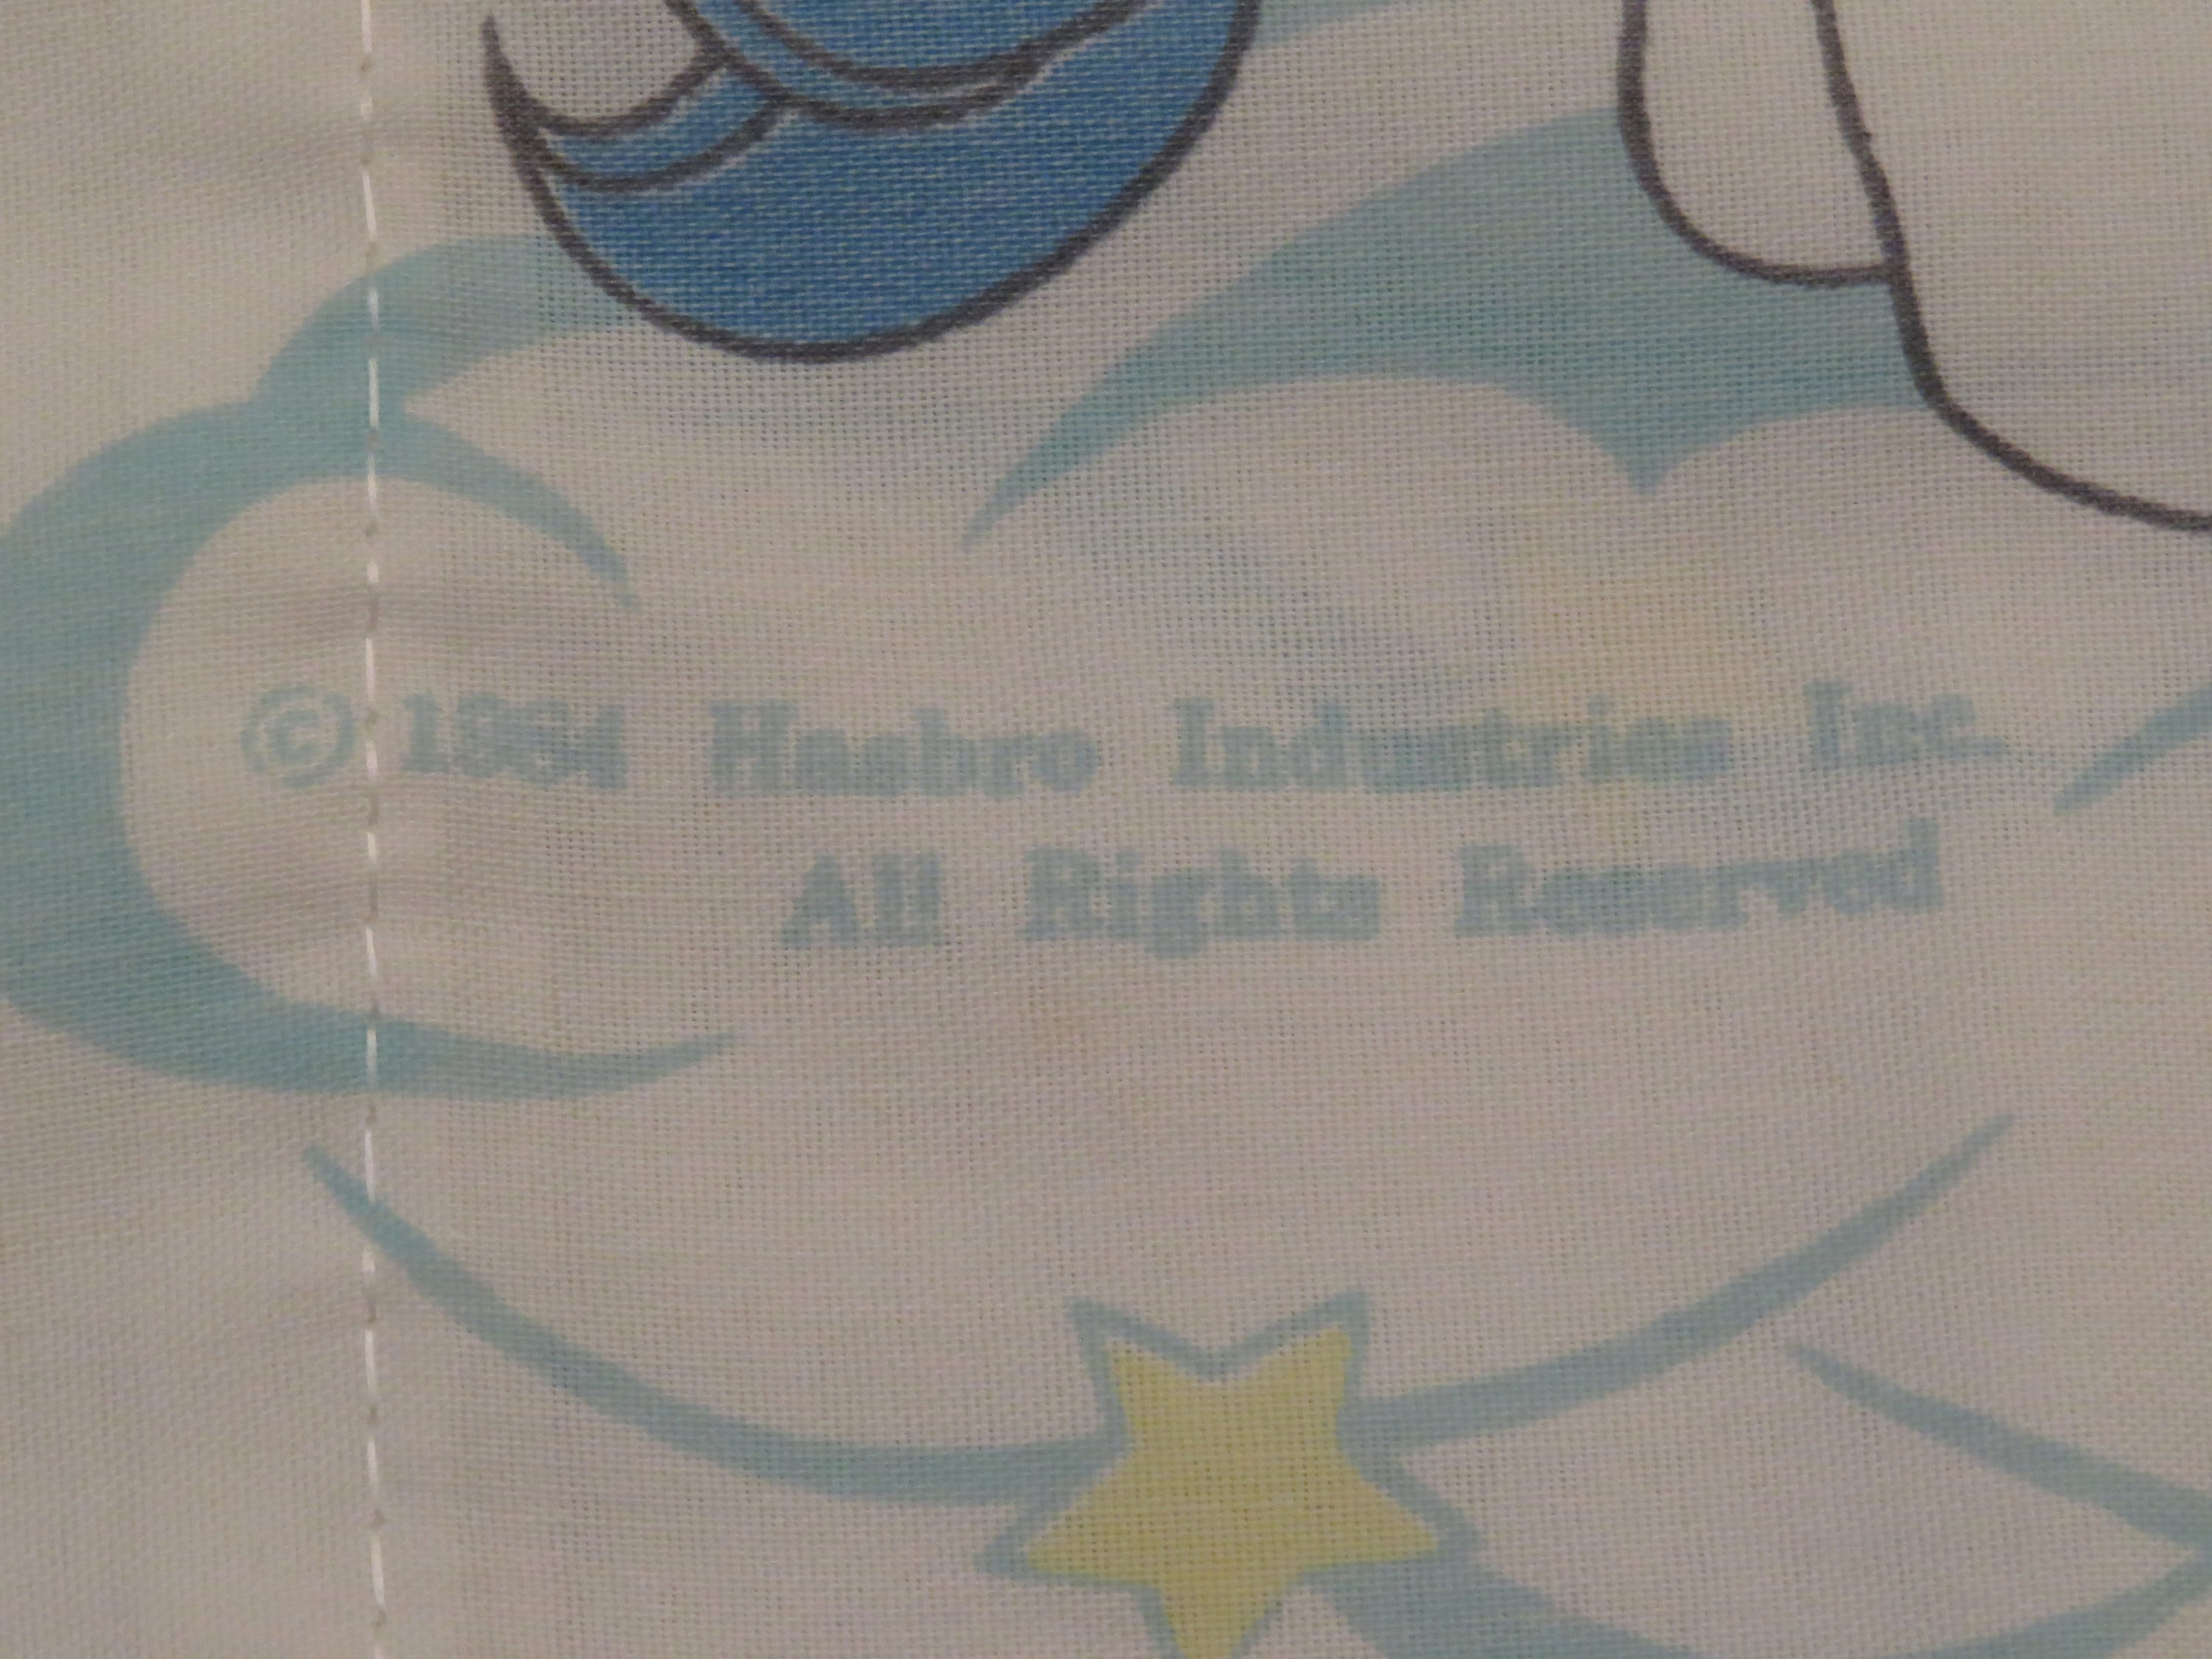 © 1984 Hasbro Industries Inc.
All Rights Reserved